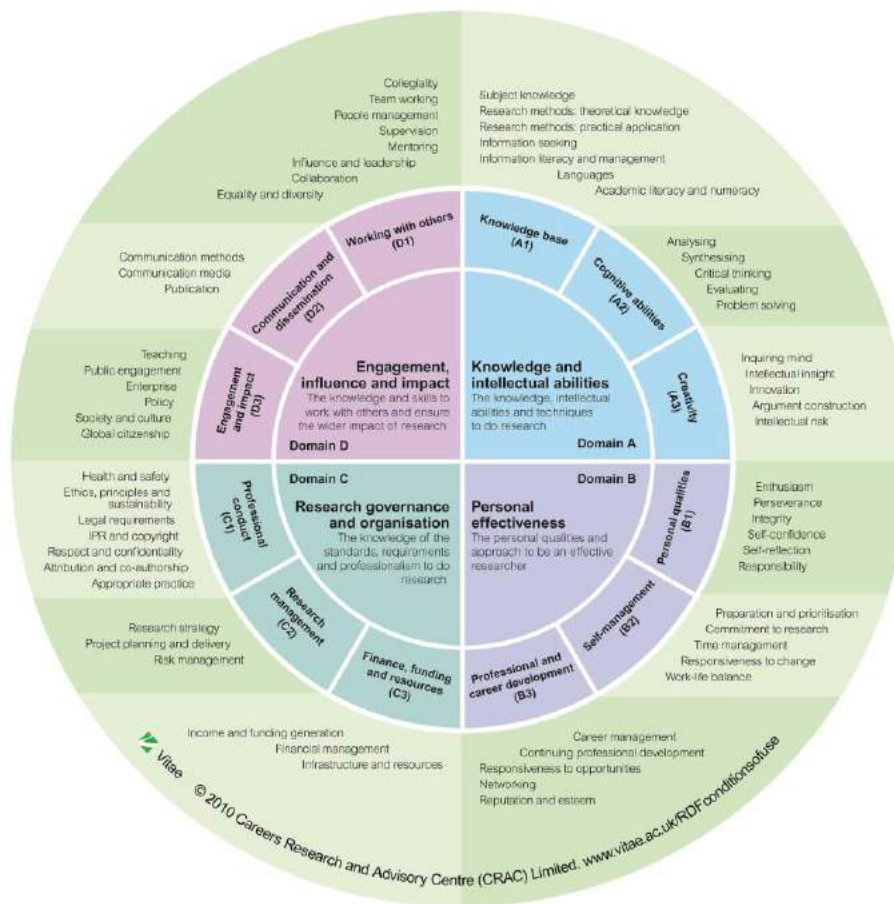 Collegiality
Team working
People management
Supervision
Mentoring
Influence and leadership
Collaboration
Equality and diversity
Subject knowledge
Research methods: theoretical knowledge
Research methods: practical application
Information seeking
Information literacy and management
Languages
Academic literacy and numeracy
Working with others
(D1)
Knowledge base
(A1)
Communication methods
Communication media
Publication
Communication and
dissemination
(D2)
Cognitive abilities
(A2)
Analysing
Synthesising
Critical thinking
Evaluating
Problem solving
Teaching
Public engagement
Enterprise
Policy
Society and culture
Global citizenship
Engagement
and impact
(D3)
Engagement,
influence and impact
The knowledge and skills to
work with others and ensure
the wider impact of research
Domain D
Knowledge and
intellectual abilities
The knowledge, intellectual
abilities and techniques
to do research
Domain A
Creativity
(A3)
Inquiring mind
Intellectual insight
Innovation
Argument construction
Intellectual risk
Health and safety
Ethics, principles and
sustainability
Legal requirements
IPR and copyright
Respect and confidentiality
Attribution and co-authorship
Appropriate practice
Professional
conduct
(C1)
Domain C
Research governance
and organisation
The knowledge of the
standards, requirements
and professionalism to do
research
Domain B
Personal
effectiveness
The personal qualities and
approach to be an effective
researcher
Personal qualities
(B1)
Enthusiasm
Perseverance
Integrity
Self-confidence
Self-reflection
Responsibility
Research strategy
Project planning and delivery
Risk management
Research
management
(C2)
Self-management
(B2)
Preparation and prioritisation
Commitment to research
Time management
Responsiveness to change
Work-life balance
Finance, funding
and resources
(C3)
Professional and
career development
(B3)
Income and funding generation
Financial management
Infrastructure and resources
Career management
Continuing professional development
Responsiveness to opportunities
Networking
Reputation and esteem
Vitae
© 2010 Careers Research and Advisory Centre (CRAC) Limited. www.vitae.ac.uk/RDFconditionsofuse